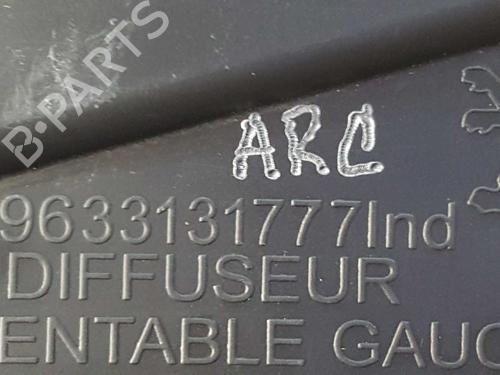 B-PARTS
ARC
9633131777Ind
DIFFUSEUR
ENTABLE GAUC